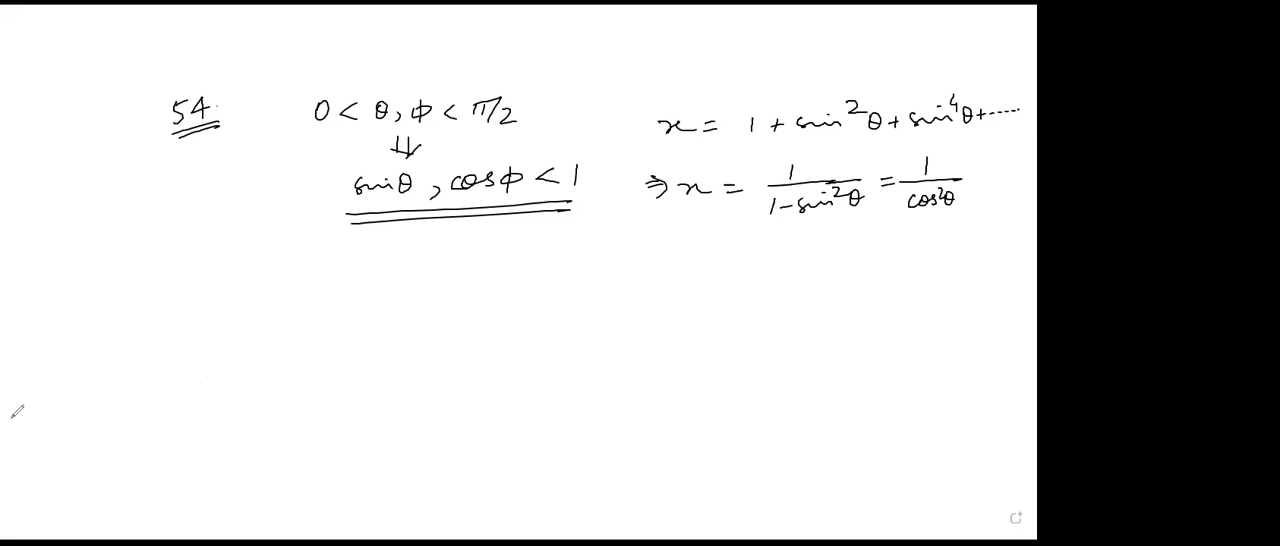 54.
0 < θ, ϕ < π/2
⇓
sinθ, cosϕ < 1
x = 1 + sin²θ + sin⁴θ + ......
⇒ x = 1/(1 - sin²θ) = 1/cos²θ